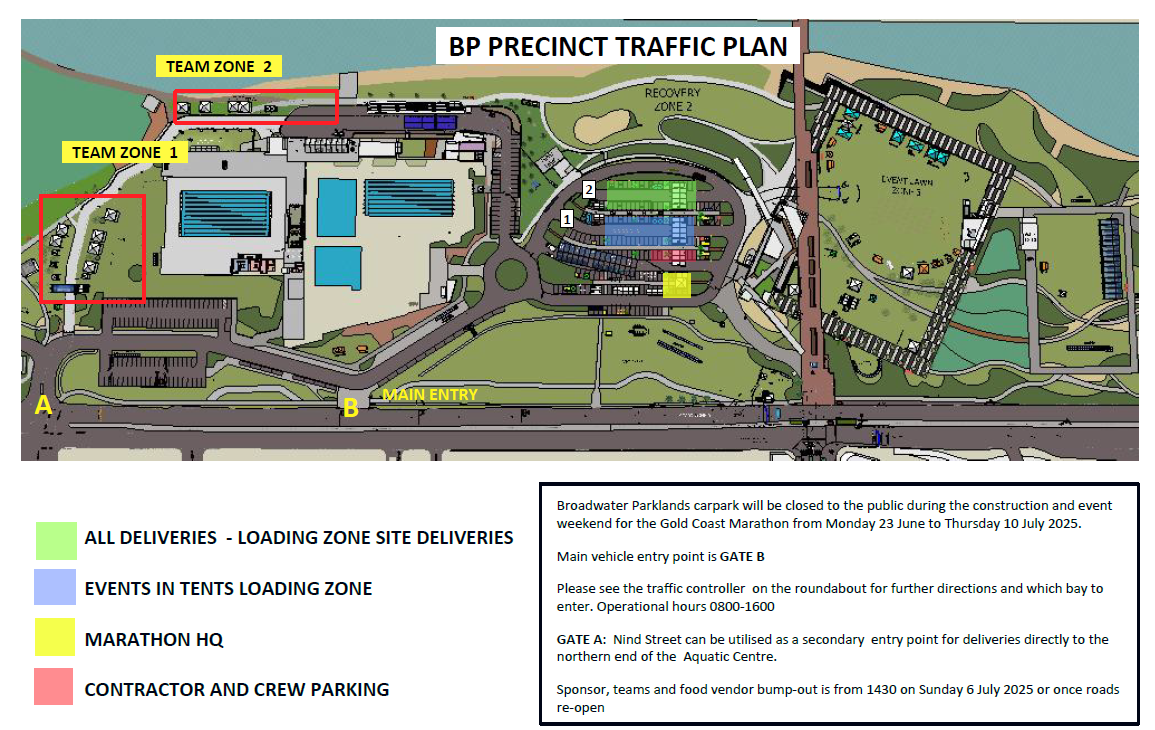 BP PRECINCT TRAFFIC PLAN
TEAM ZONE 2
TEAM ZONE 1
RECOVERY
ZONE 2
EVENT LAWN
2
1
A
B
MAIN ENTRY
ALL DELIVERIES - LOADING ZONE SITE DELIVERIES
EVENTS IN TENTS LOADING ZONE
MARATHON HQ
CONTRACTOR AND CREW PARKING
Broadwater Parklands carpark will be closed to the public during the construction and event
weekend for the Gold Coast Marathon from Monday 23 June to Thursday 10 July 2025.
Main vehicle entry point is GATE B
Please see the traffic controller on the roundabout for further directions and which bay to
enter. Operational hours 0800-1600
GATE A: Nind Street can be utilised as a secondary entry point for deliveries directly to the
northern end of the Aquatic Centre.
Sponsor, teams and food vendor bump-out is from 1430 on Sunday 6 July 2025 or once roads
re-open